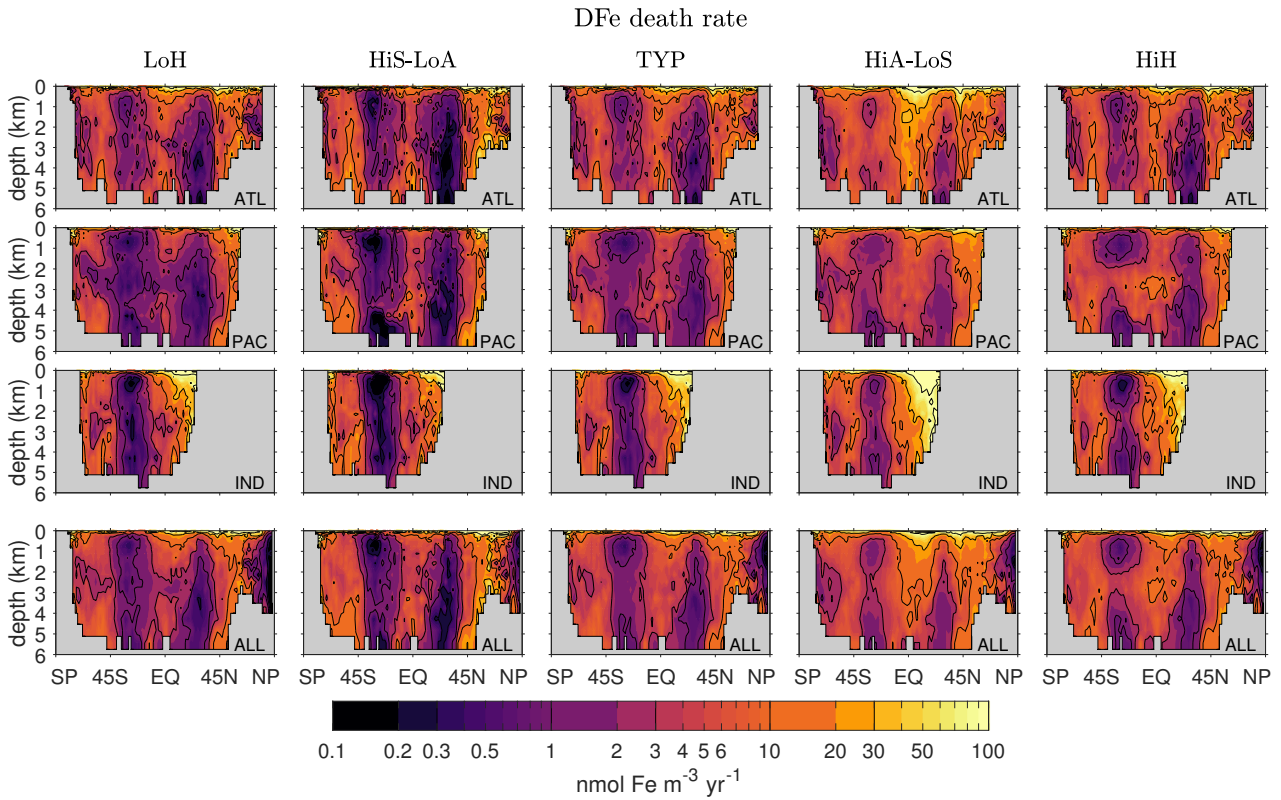 DFe death rate
LoH HiS-LoA TYP HiA-LoS HiH
depth (km) 0 1 2 3 4 5 6 ATL ATL ATL ATL ATL
depth (km) 0 1 2 3 4 5 6 PAC PAC PAC PAC PAC
depth (km) 0 1 2 3 4 5 6 IND IND IND IND IND
depth (km) 0 1 2 3 4 5 6 ALL ALL ALL ALL ALL
SP 45S EQ 45N NP SP 45S EQ 45N NP SP 45S EQ 45N NP SP 45S EQ 45N NP SP 45S EQ 45N NP
0.1 0.2 0.3 0.5 1 2 3 4 5 6 10 20 30 50 100
nmol Fe m⁻³ yr⁻¹